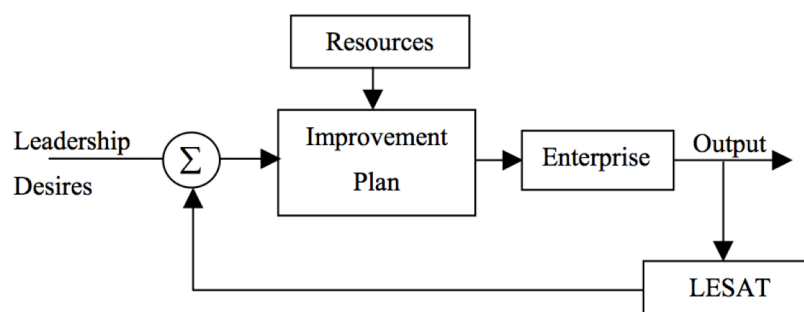 Resources
Leadership
Desires
Σ
Improvement
Plan
Enterprise
Output
LESAT